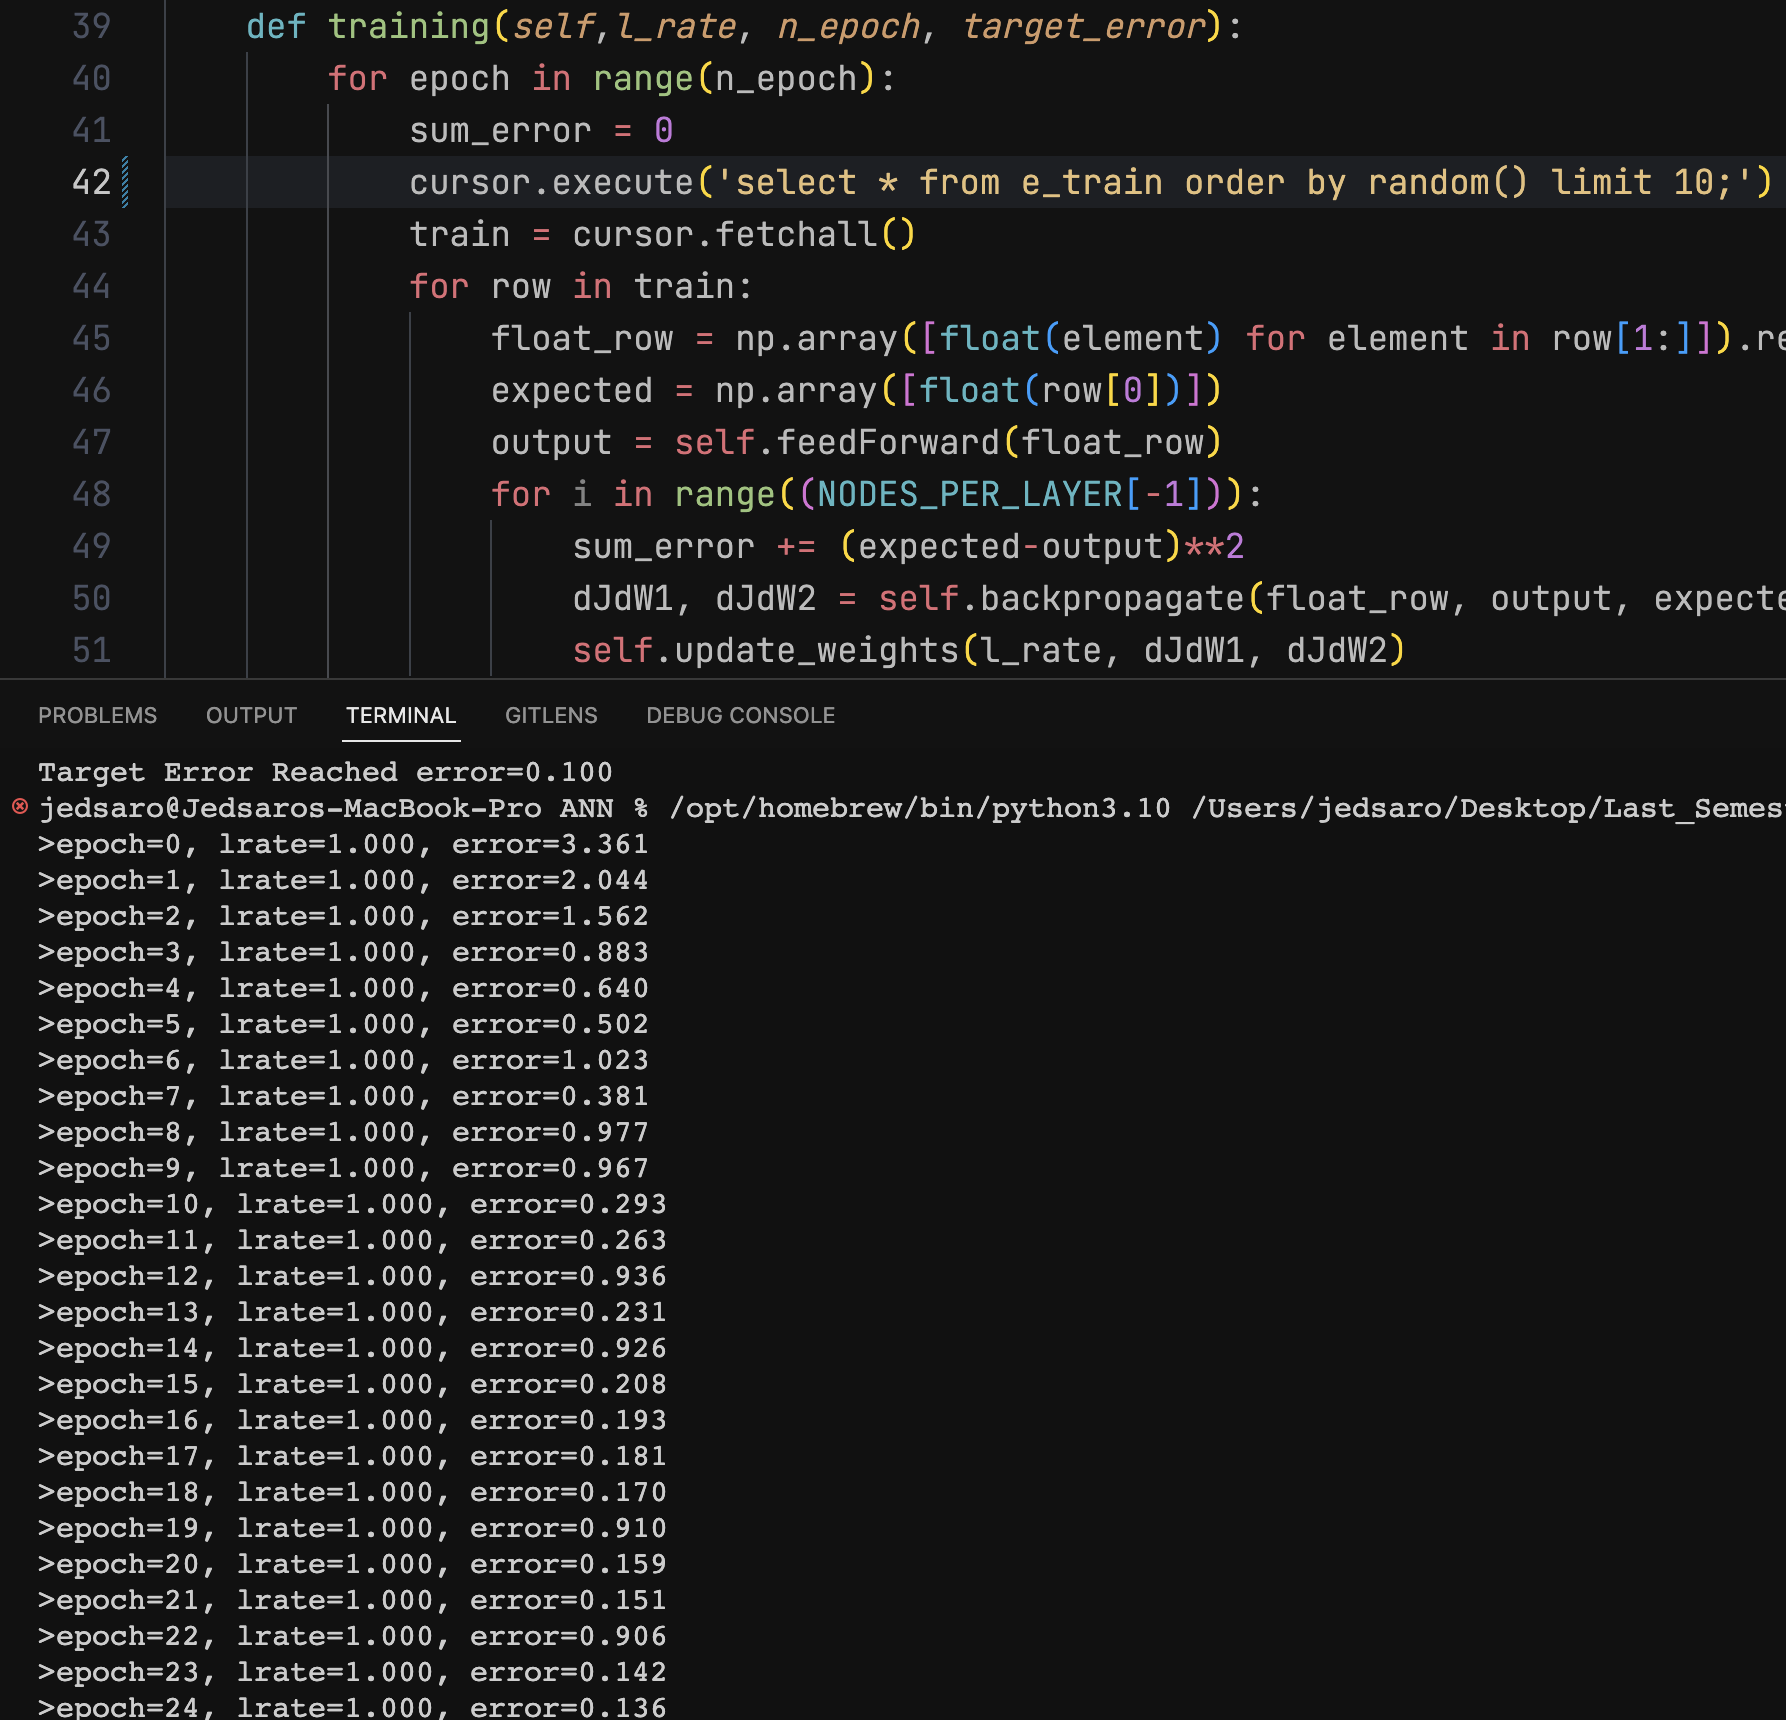 39 def training(self,l_rate, n_epoch, target_error):
40 for epoch in range(n_epoch):
41 sum_error = 0
42 cursor.execute('select * from e_train order by random() limit 10;')
43 train = cursor.fetchall()
44 for row in train:
45 float_row = np.array([float(element) for element in row[1:]]).re
46 expected = np.array([float(row[0])])
47 output = self.feedForward(float_row)
48 for i in range((NODES_PER_LAYER[-1])):
49 sum_error += (expected-output)**2
50 dJdW1, dJdW2 = self.backpropagate(float_row, output, expecte
51 self.update_weights(l_rate, dJdW1, dJdW2)
PROBLEMS OUTPUT TERMINAL GITLENS DEBUG CONSOLE
Target Error Reached error=0.100
jedsaro@Jedsaros-MacBook-Pro ANN % /opt/homebrew/bin/python3.10 /Users/jedsaro/Desktop/Last_Semes
>epoch=0, lrate=1.000, error=3.361
>epoch=1, lrate=1.000, error=2.044
>epoch=2, lrate=1.000, error=1.562
>epoch=3, lrate=1.000, error=0.883
>epoch=4, lrate=1.000, error=0.640
>epoch=5, lrate=1.000, error=0.502
>epoch=6, lrate=1.000, error=1.023
>epoch=7, lrate=1.000, error=0.381
>epoch=8, lrate=1.000, error=0.977
>epoch=9, lrate=1.000, error=0.967
>epoch=10, lrate=1.000, error=0.293
>epoch=11, lrate=1.000, error=0.263
>epoch=12, lrate=1.000, error=0.936
>epoch=13, lrate=1.000, error=0.231
>epoch=14, lrate=1.000, error=0.926
>epoch=15, lrate=1.000, error=0.208
>epoch=16, lrate=1.000, error=0.193
>epoch=17, lrate=1.000, error=0.181
>epoch=18, lrate=1.000, error=0.170
>epoch=19, lrate=1.000, error=0.910
>epoch=20, lrate=1.000, error=0.159
>epoch=21, lrate=1.000, error=0.151
>epoch=22, lrate=1.000, error=0.906
>epoch=23, lrate=1.000, error=0.142
>epoch=24, lrate=1.000, error=0.136